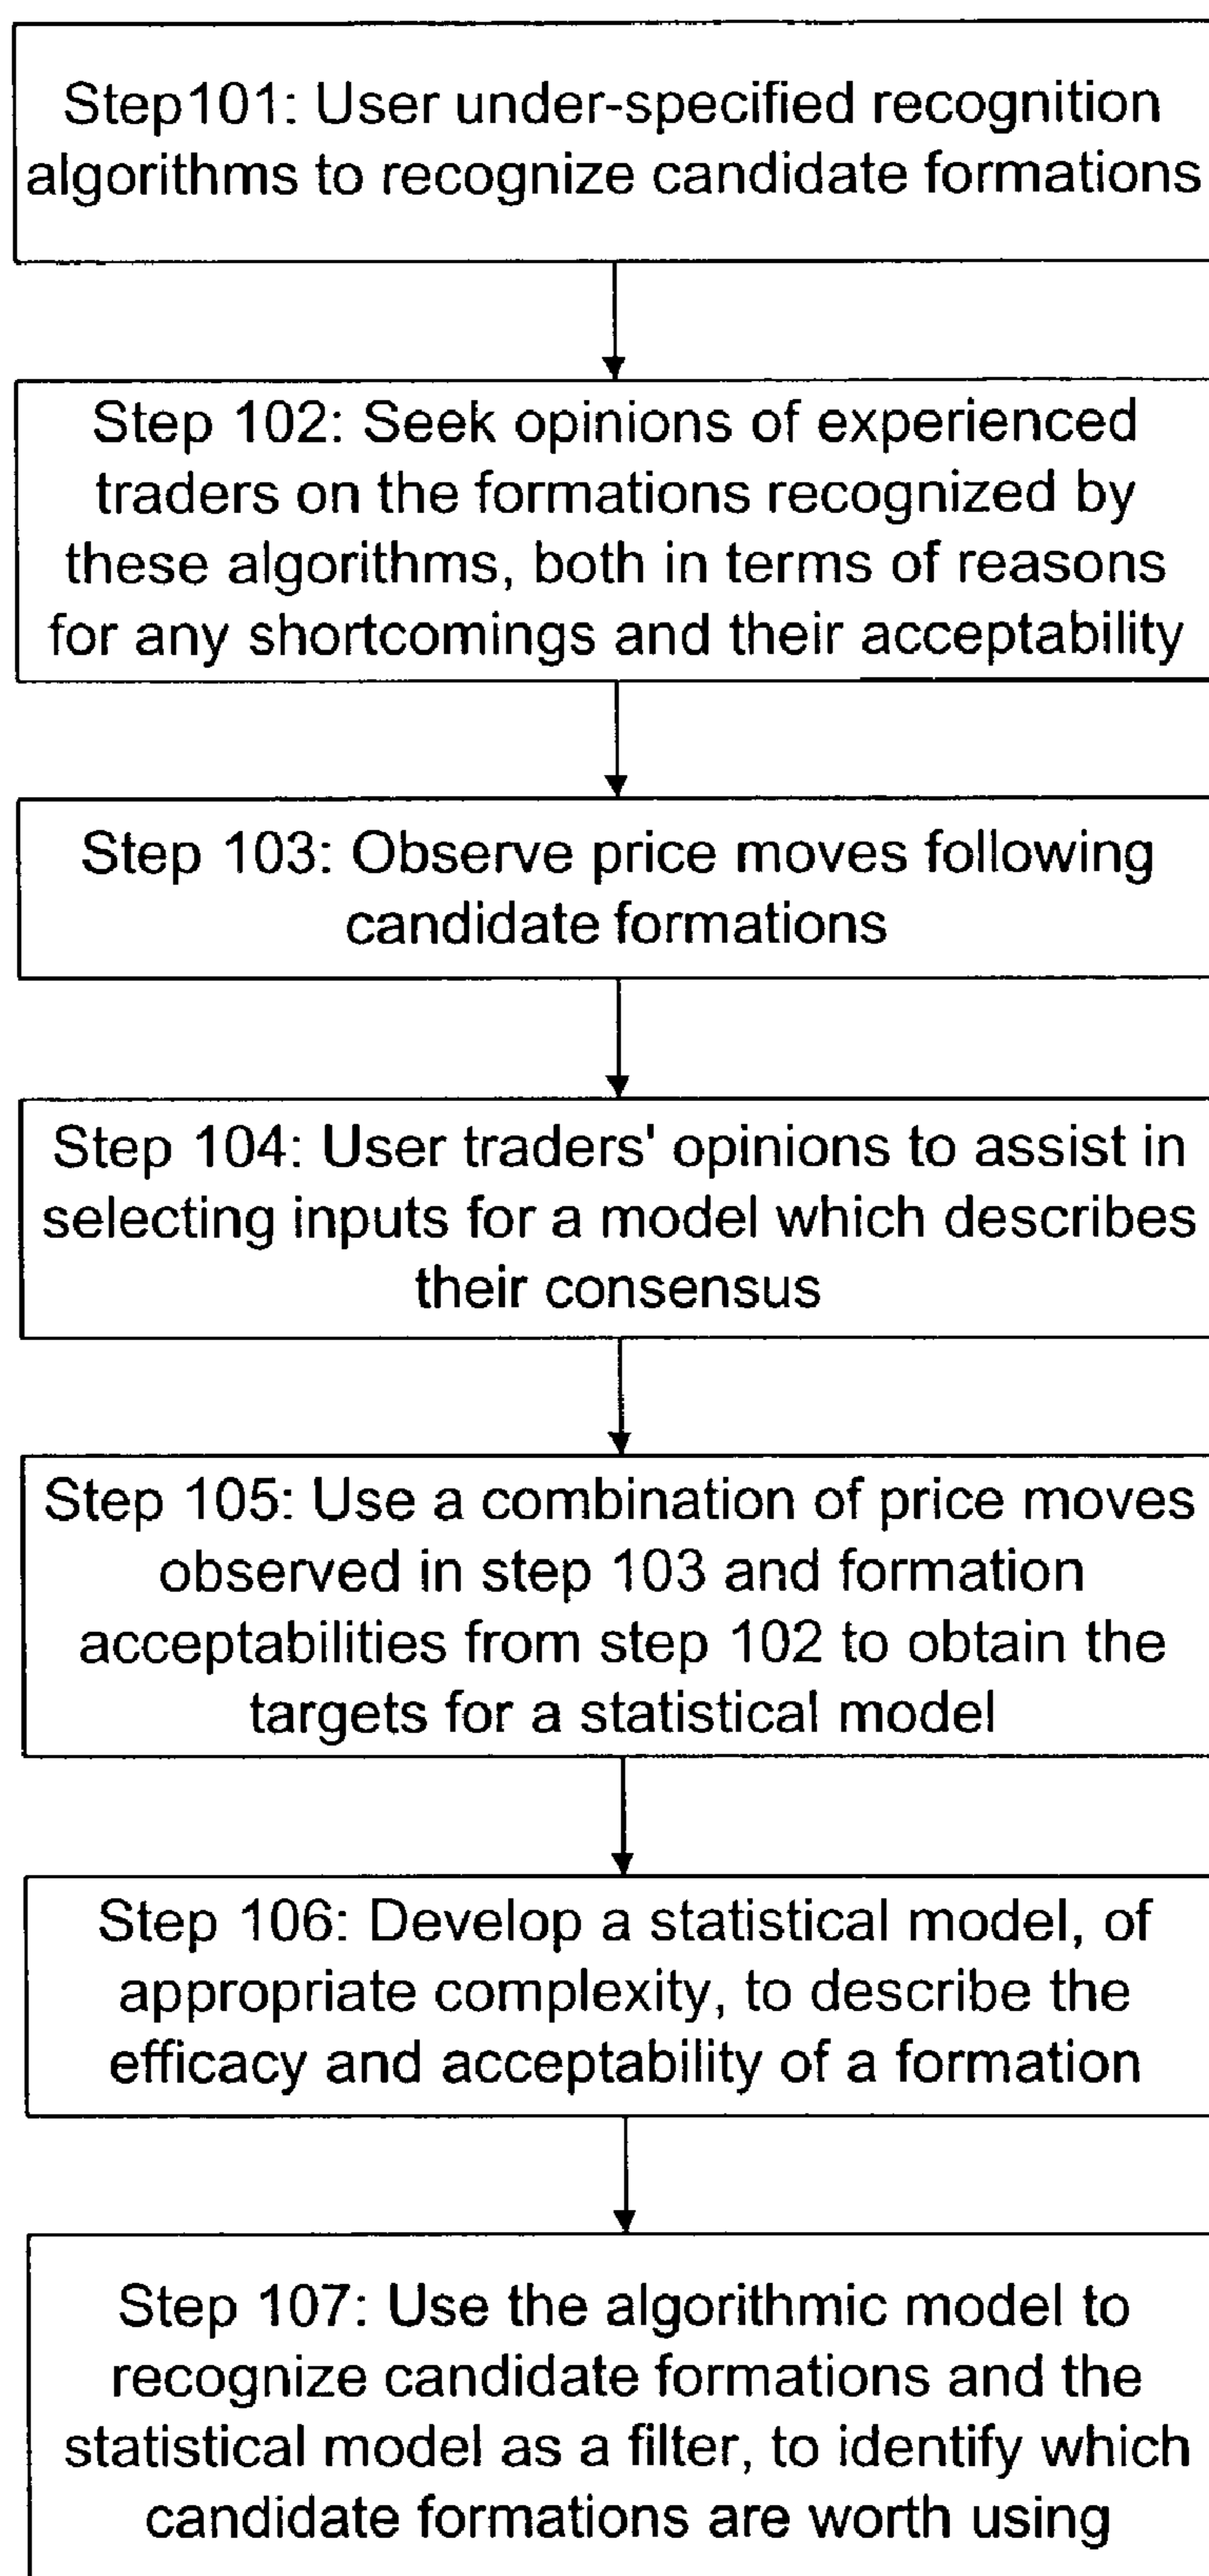 Step101: User under-specified recognition
algorithms to recognize candidate formations
Step 102: Seek opinions of experienced
traders on the formations recognized by
these algorithms, both in terms of reasons
for any shortcomings and their acceptability
Step 103: Observe price moves following
candidate formations
Step 104: User traders' opinions to assist in
selecting inputs for a model which describes
their consensus
Step 105: Use a combination of price moves
observed in step 103 and formation
acceptabilities from step 102 to obtain the
targets for a statistical model
Step 106: Develop a statistical model, of
appropriate complexity, to describe the
efficacy and acceptability of a formation
Step 107: Use the algorithmic model to
recognize candidate formations and the
statistical model as a filter, to identify which
candidate formations are worth using